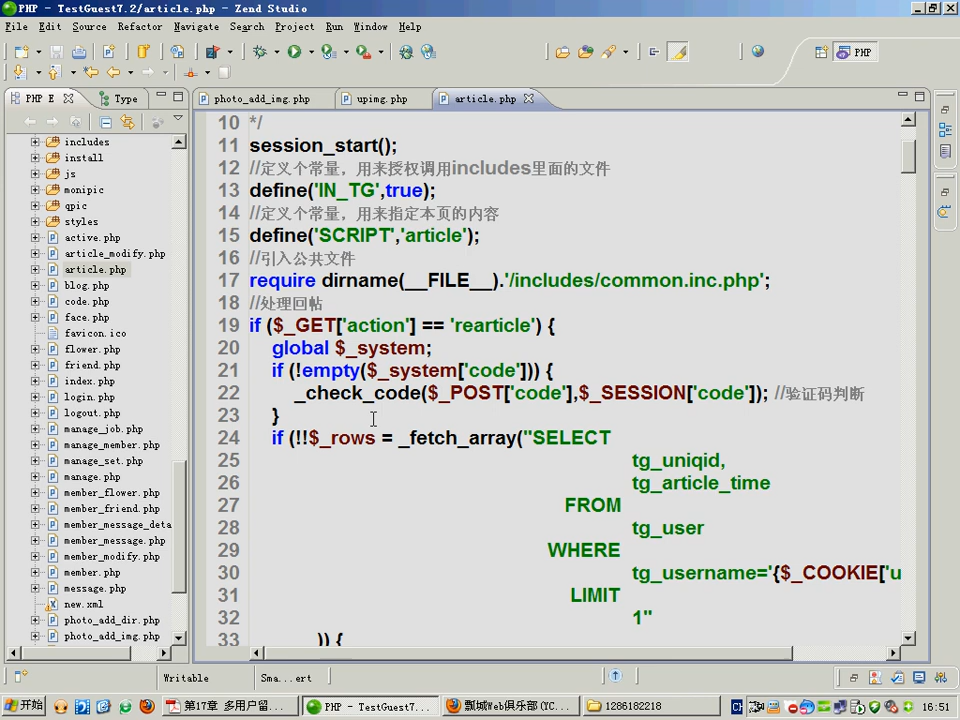 PHP - TestGuest7.2/article.php - Zend Studio
File Edit Source Refactor Navigate Search Project Run Window Help
PHP
PHP E Type
photo_add_img.php upimg.php article.php
includes
install
js
monipic
qpic
styles
active.php
article_modify.php
article.php
blog.php
code.php
face.php
favicon.ico
flower.php
friend.php
index.php
login.php
logout.php
manage_job.php
manage_member.php
manage_set.php
manage.php
member_flower.php
member_friend.php
member_message_deta
member_message.php
member_modify.php
member.php
message.php
new.xml
photo_add_dir.php
photo_add_img.php
10 */
11 session_start();
12 //定义个常量，用来授权调用includes里面的文件
13 define('IN_TG',true);
14 //定义个常量，用来指定本页的内容
15 define('SCRIPT','article');
16 //引入公共文件
17 require dirname(__FILE__).'/includes/common.inc.php';
18 //处理回帖
19 if ($_GET['action'] == 'rearticle') {
20 global $_system;
21 if (!empty($_system['code'])) {
22 _check_code($_POST['code'],$_SESSION['code']); //验证码判断
23 }
24 if (!!$_rows = _fetch_array("SELECT
25 tg_uniqid,
26 tg_article_time
27 FROM
28 tg_user
29 WHERE
30 tg_username='{$_COOKIE['u
31 LIMIT
32 1"
33 )) {
Writable Sma...ert
开始 第17章 多用户留... PHP - TestGuest7... 瓢城Web俱乐部(YC... 1286182218 16:51